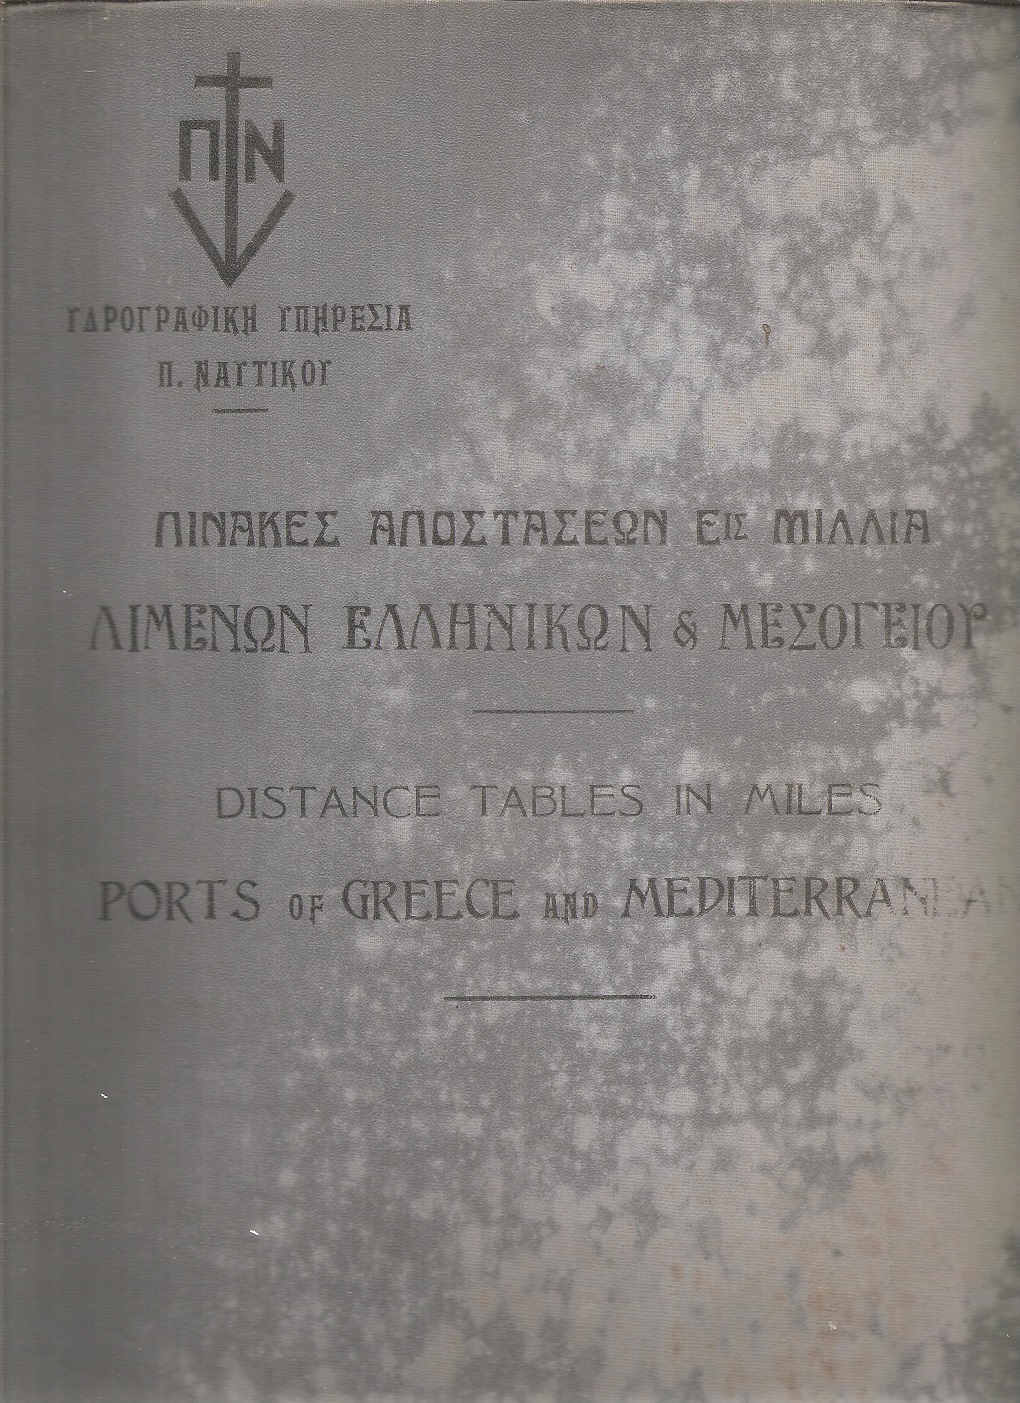 ΠΝ
ΥΔΡΟΓΡΑΦΙΚΗ ΥΠΗΡΕΣΙΑ
Π. ΝΑΥΤΙΚΟΥ
ΠΙΝΑΚΕΣ ΑΠΟΣΤΑΣΕΩΝ ΕΙΣ ΜΙΛΛΙΑ
ΛΙΜΕΝΩΝ ΕΛΛΗΝΙΚΩΝ & ΜΕΣΟΓΕΙΟΥ
DISTANCE TABLES IN MILES
PORTS OF GREECE AND MEDITERRANEAN